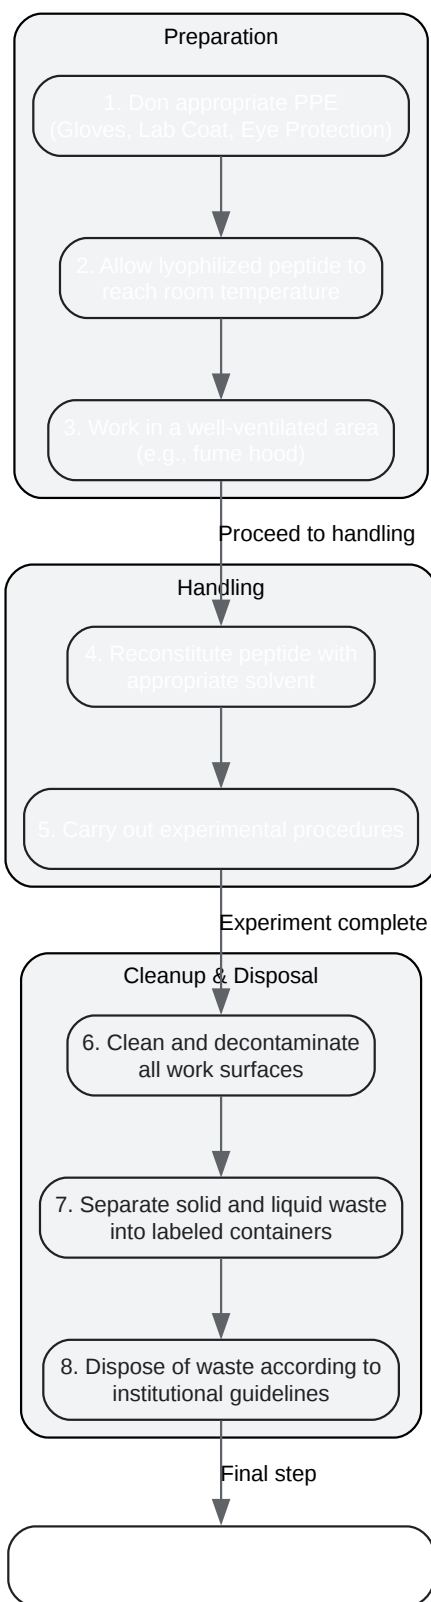 Preparation
1. Don appropriate PPE
(Gloves, Lab Coat, Eye Protection)
2. Allow lyophilized peptide to
reach room temperature
3. Work in a well-ventilated area
(e.g., fume hood)
Proceed to handling
Handling
4. Reconstitute peptide with
appropriate solvent
5. Carry out experimental procedures
Experiment complete
Cleanup & Disposal
6. Clean and decontaminate
all work surfaces
7. Separate solid and liquid waste
into labeled containers
8. Dispose of waste according to
institutional guidelines
Final step